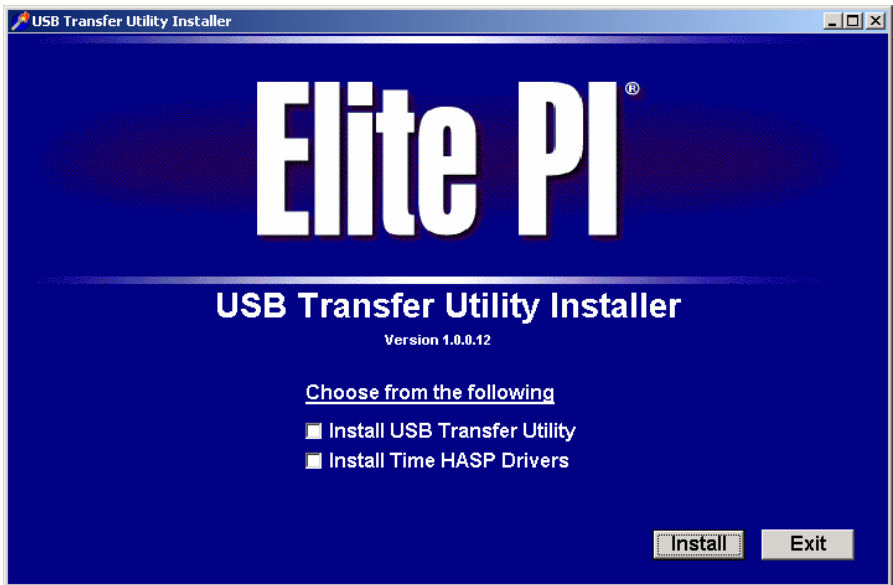 USB Transfer Utility Installer
Elite PI®
USB Transfer Utility Installer
Version 1.0.0.12
Choose from the following
Install USB Transfer Utility
Install Time HASP Drivers
Install Exit